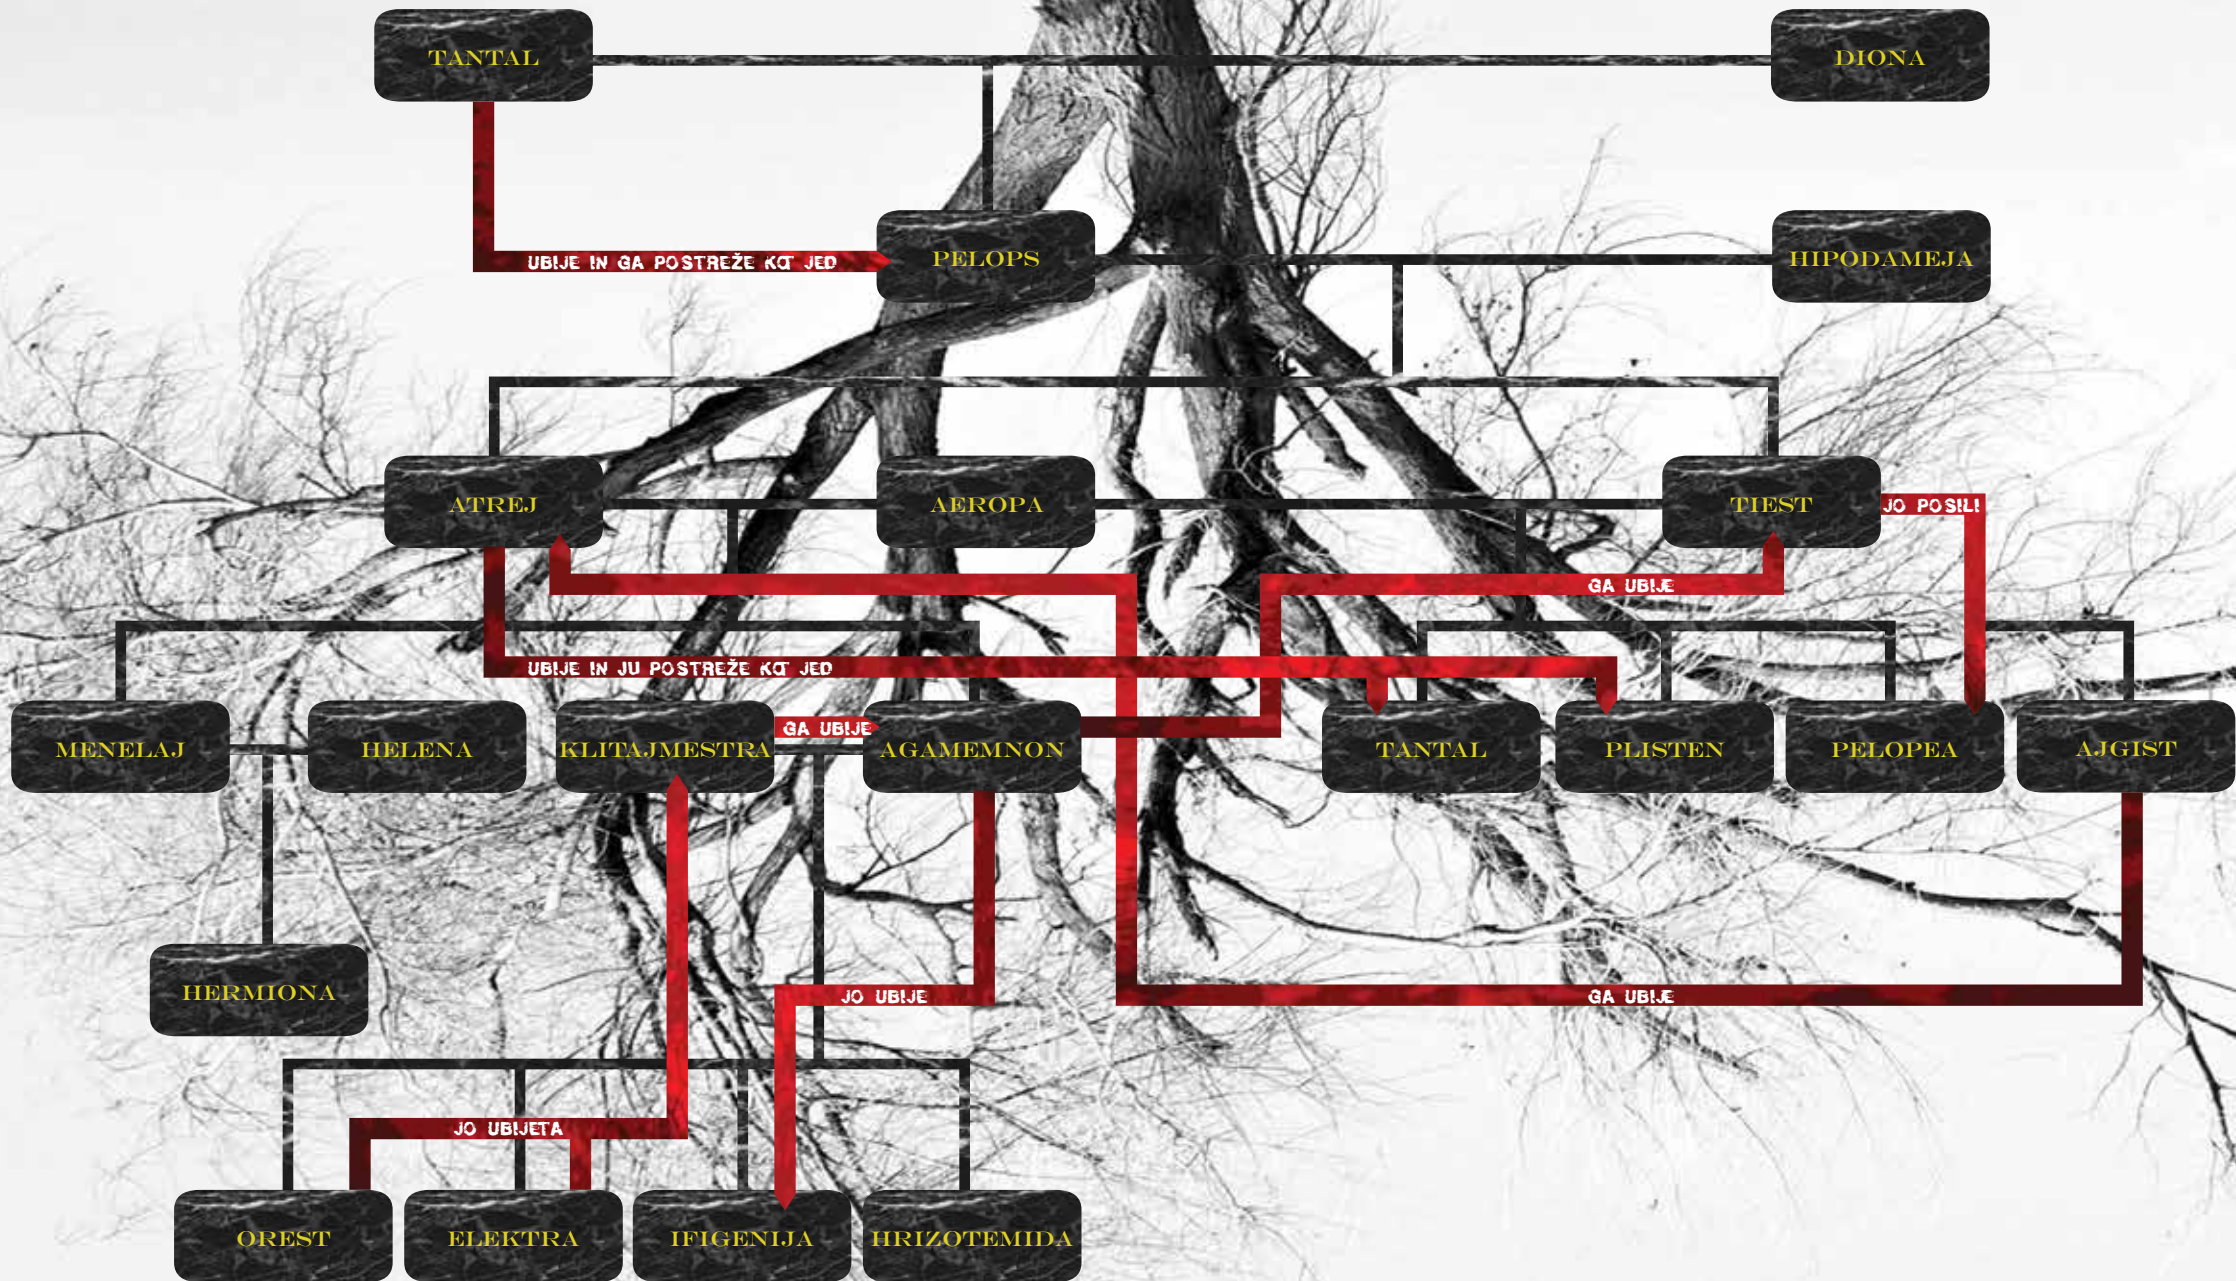 TANTAL
DIONA
UBIJE IN GA POSTREŽE KOT JED
PELOPS
HIPODAMEJA
ATREJ
AEROPA
TIEST
JO POSILI
GA UBIJE
UBIJE IN JU POSTREŽE KOT JED
MENELAJ
HELENA
KLITAJMESTRA
GA UBIJE
AGAMEMNON
TANTAL
PLISTEN
PELOPEA
AJGIST
HERMIONA
JO UBIJE
GA UBIJE
JO UBIJETA
OREST
ELEKTRA
IFIGENIJA
HRIZOTEMIDA